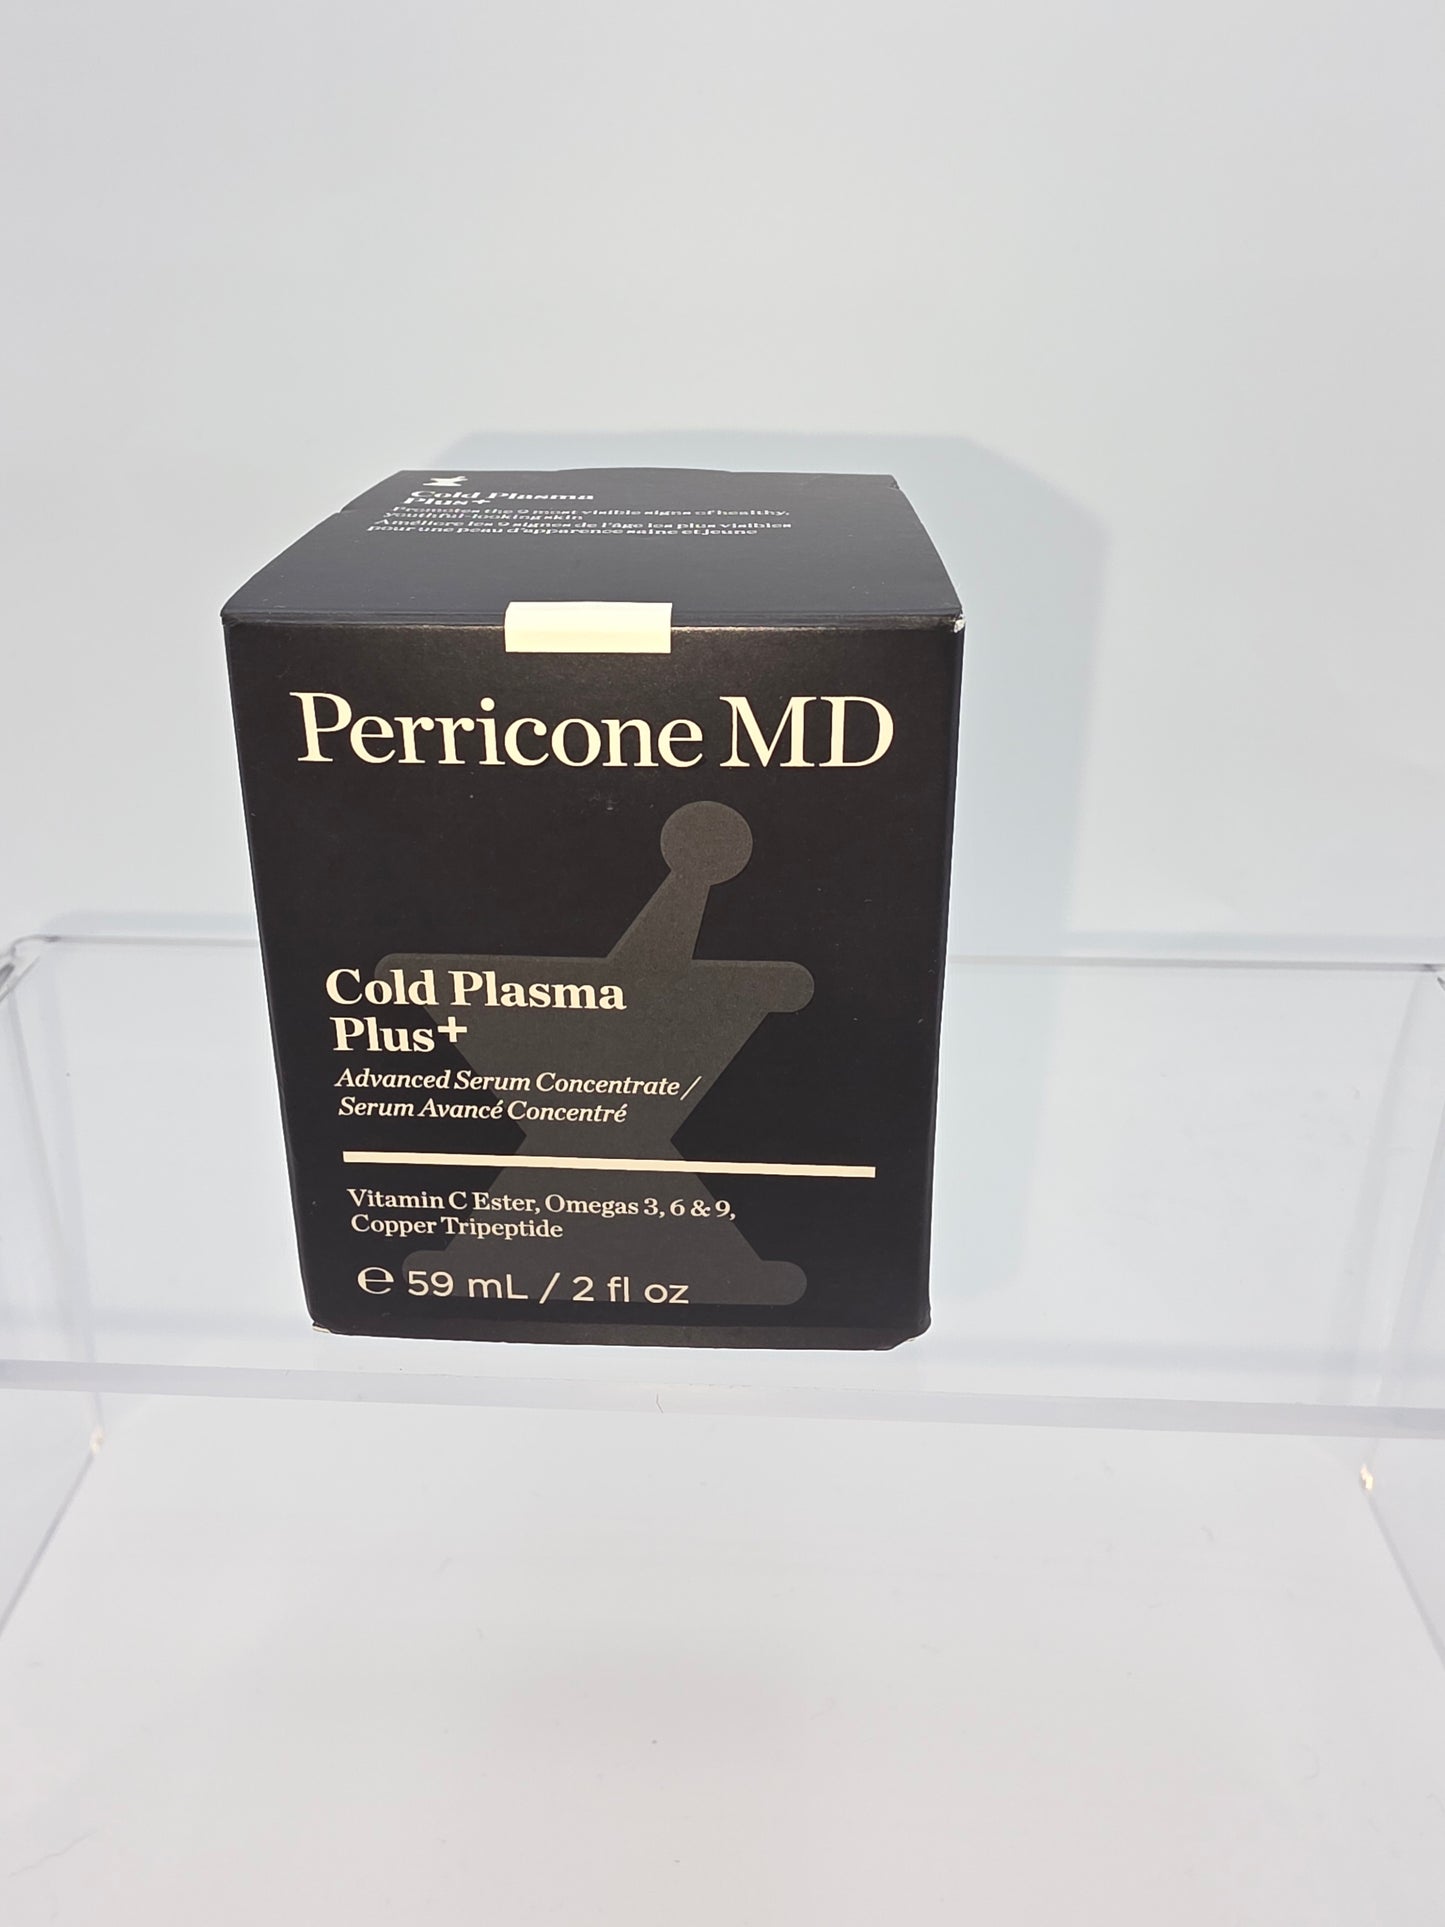 Cold Plasma
Plus+
Promotes the 9 most visible signs of healthy,
youthful-looking skin
Améliore les 9 signes de l'âge les plus visibles
pour une peau d'apparence saine et jeune
Perricone MD
Cold Plasma
Plus+
Advanced Serum Concentrate /
Serum Avancé Concentré
Vitamin C Ester, Omegas 3, 6 & 9,
Copper Tripeptide
℮ 59 mL / 2 fl oz